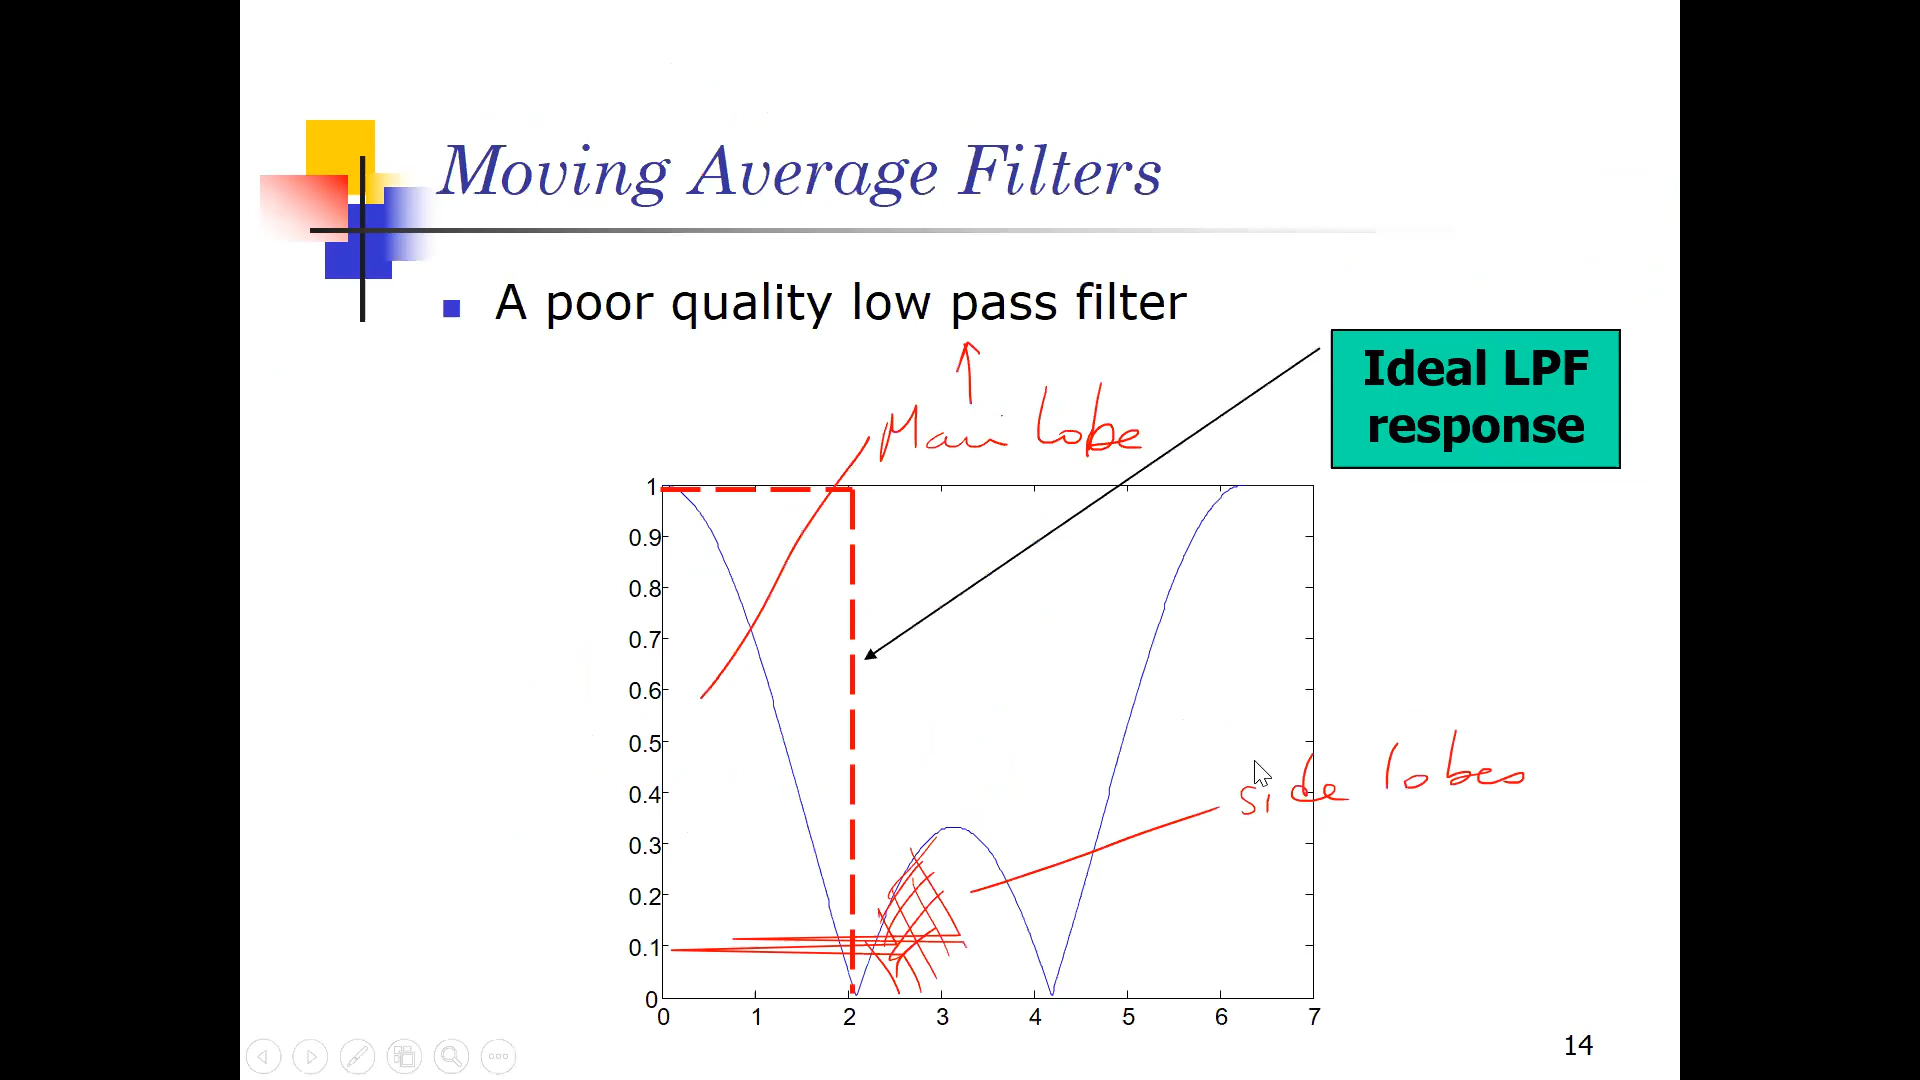 Moving Average Filters
A poor quality low pass filter
Ideal LPF
response
Main Lobe
1
0.9
0.8
0.7
0.6
0.5
0.4
0.3
0.2
0.1
0
side lobes
0 1 2 3 4 5 6 7
14